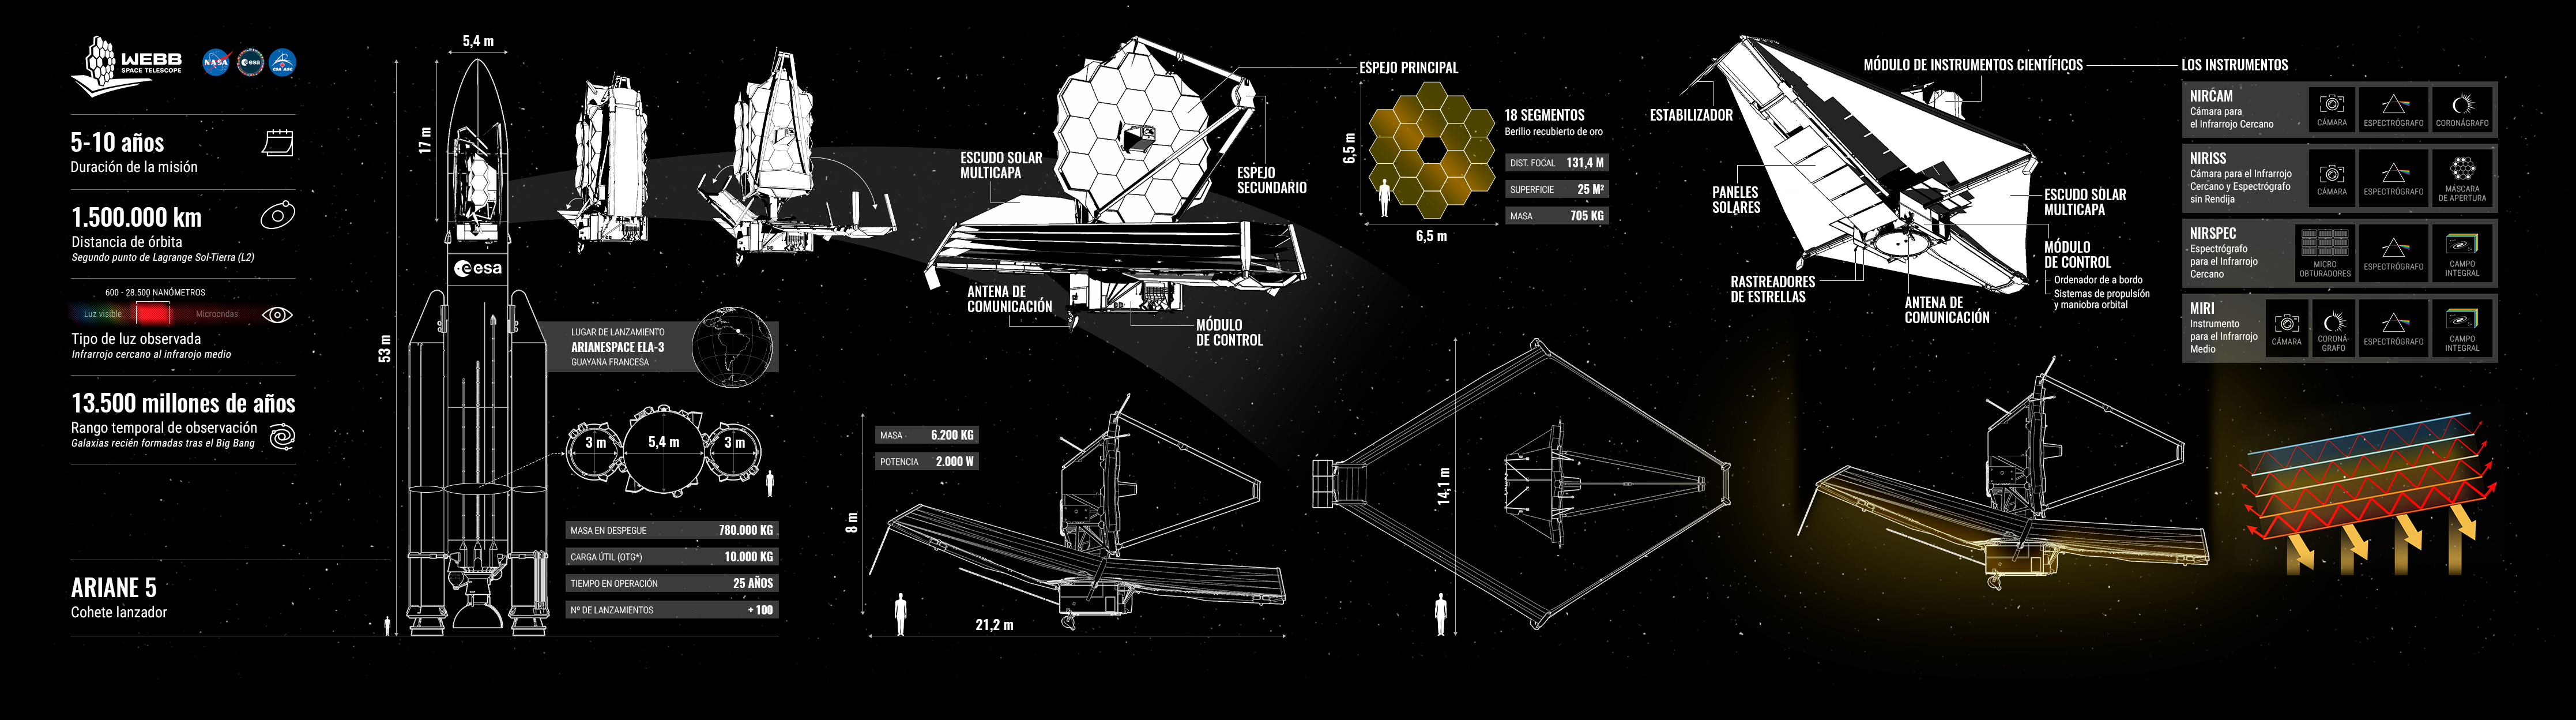 WEBB
SPACE TELESCOPE
NASA
esa
CSA ASC
5-10 años
Duración de la misión
1.500.000 km
Distancia de órbita
Segundo punto de Lagrange Sol-Tierra (L2)
600 - 28.500 NANÓMETROS
Luz visible
Microondas
Tipo de luz observada
Infrarrojo cercano al infrarojo medio
13.500 millones de años
Rango temporal de observación
Galaxias recién formadas tras el Big Bang
ARIANE 5
Cohete lanzador
5,4 m
17 m
53 m
esa
LUGAR DE LANZAMIENTO
ARIANESPACE ELA-3
GUAYANA FRANCESA
3 m
5,4 m
3 m
MASA EN DESPEGUE 780.000 KG
CARGA ÚTIL (OTG*) 10.000 KG
TIEMPO EN OPERACIÓN 25 AÑOS
Nº DE LANZAMIENTOS + 100
ESCUDO SOLAR
MULTICAPA
ANTENA DE
COMUNICACIÓN
MÓDULO
DE CONTROL
ESPEJO
SECUNDARIO
ESPEJO PRINCIPAL
6,5 m
6,5 m
18 SEGMENTOS
Berilio recubierto de oro
DIST. FOCAL 131,4 M
SUPERFICIE 25 M²
MASA 705 KG
MASA 6.200 KG
POTENCIA 2.000 W
8 m
21,2 m
14,1 m
ESTABILIZADOR
PANELES
SOLARES
RASTREADORES
DE ESTRELLAS
ANTENA DE
COMUNICACIÓN
MÓDULO DE INSTRUMENTOS CIENTÍFICOS
ESCUDO SOLAR
MULTICAPA
MÓDULO
DE CONTROL
Ordenador de a bordo
Sistemas de propulsión
y maniobra orbital
LOS INSTRUMENTOS
NIRCAM
Cámara para
el Infrarrojo Cercano
CÁMARA
ESPECTRÓGRAFO
CORONÁGRAFO
NIRISS
Cámara para el Infrarrojo
Cercano y Espectrógrafo
sin Rendija
CÁMARA
ESPECTRÓGRAFO
MÁSCARA
DE APERTURA
NIRSPEC
Espectrógrafo
para el Infrarrojo
Cercano
MICRO
OBTURADORES
ESPECTRÓGRAFO
CAMPO
INTEGRAL
MIRI
Instrumento
para el Infrarrojo
Medio
CÁMARA
CORONÁ-
GRAFO
ESPECTRÓGRAFO
CAMPO
INTEGRAL